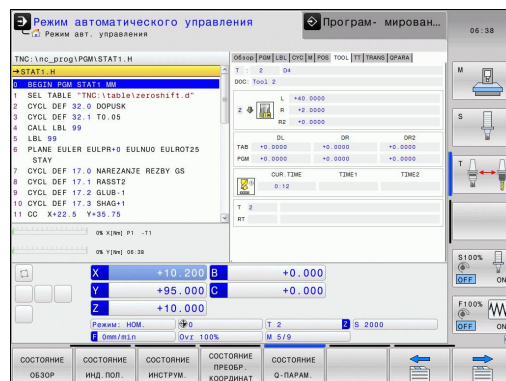 Режим автоматического управления
Режим авт. управления
Програм- мирован...
06:38
TNC:\nc_prog\PGM\STAT1.H
→STAT1.H
0 BEGIN PGM STAT1 MM
1 SEL TABLE "TNC:\table\zeroshift.d"
2 CYCL DEF 32.0 DOPUSK
3 CYCL DEF 32.1 T0.05
4 CALL LBL 99
5 LBL 99
6 PLANE EULER EULPR+0 EULNU0 EULROT25
STAY
7 CYCL DEF 17.0 NAREZANJE REZBY GS
8 CYCL DEF 17.1 RASST2
9 CYCL DEF 17.2 GLUB-1
10 CYCL DEF 17.3 SHAG+1
11 CC X+22.5 Y+35.75
Обзор PGM LBL CYC M POS TOOL TT TRANS QPARA
T : 2 D4
DOC: Tool 2
2 L +40.0000
R +2.0000
R2 +0.0000
DL DR DR2
TAB +0.0000 +0.0000 +0.0000
PGM +0.0000 +0.0000 +0.0000
CUR.TIME TIME1 TIME2
0:12
T 2
RT
0% X[Nm] P1 -T1
0% Y[Nm] 06:38
X +10.200 B +0.000
Y +95.000 C +0.000
Z +10.000
Режим: НОМ. 0 T 2 Z S 2000
F 0mm/min Ovr 100% M 5/9
M
S
T
S100%
OFF ON
F100%
OFF ON
СОСТОЯНИЕ ОБЗОР
СОСТОЯНИЕ ИНД.ПОЛ.
СОСТОЯНИЕ ИНСТРУМ.
СОСТОЯНИЕ ПРЕОБР. КООРДИНАТ
СОСТОЯНИЕ Q-ПАРАМ.